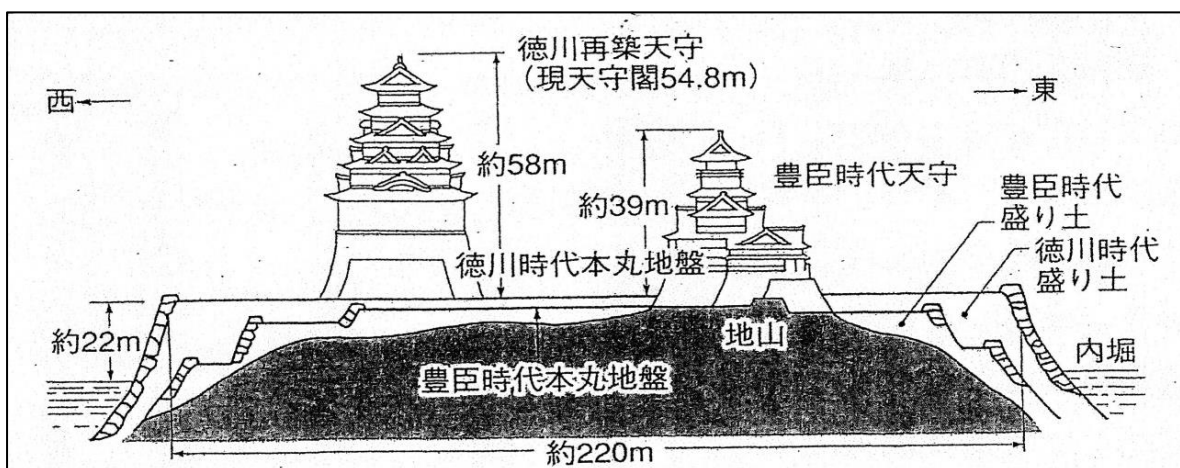 徳川再築天守
（現天守閣54.8m）
西
東
約58m
約39m
豊臣時代天守
豊臣時代
盛り土
徳川時代
盛り土
徳川時代本丸地盤
約22m
地山
内堀
豊臣時代本丸地盤
約220m